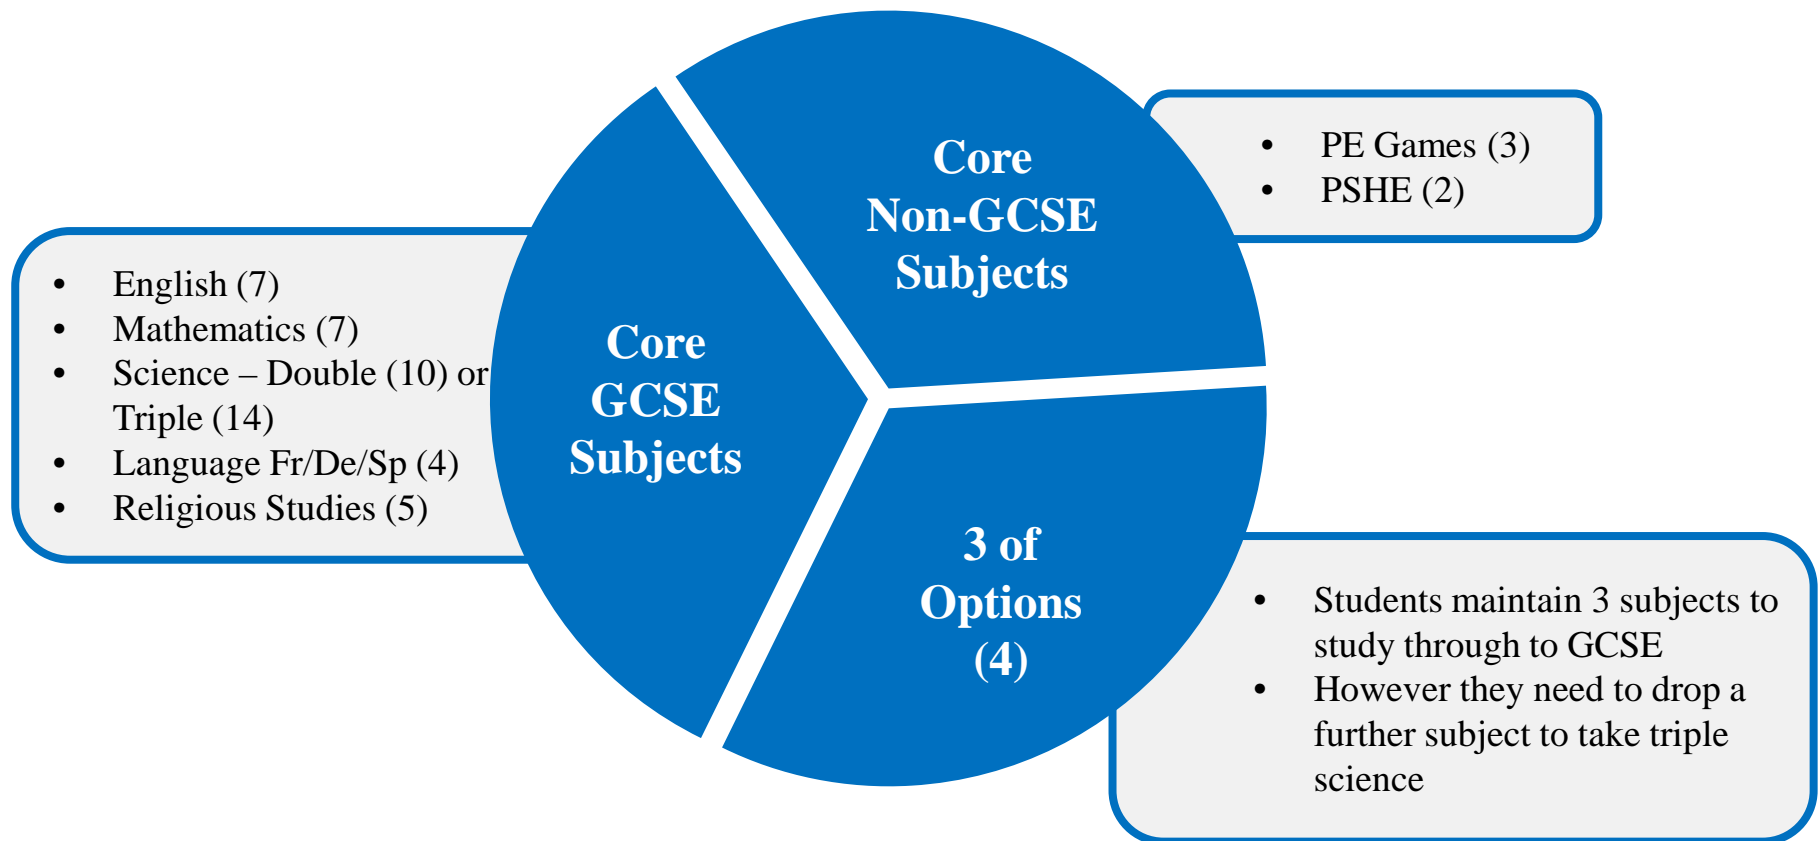 Core
Non-GCSE
Subjects
• PE Games (3)
• PSHE (2)
• English (7)
• Mathematics (7)
• Science – Double (10) or
Triple (14)
• Language Fr/De/Sp (4)
• Religious Studies (5)
Core
GCSE
Subjects
3 of
Options
(4)
• Students maintain 3 subjects to
study through to GCSE
• However they need to drop a
further subject to take triple
science